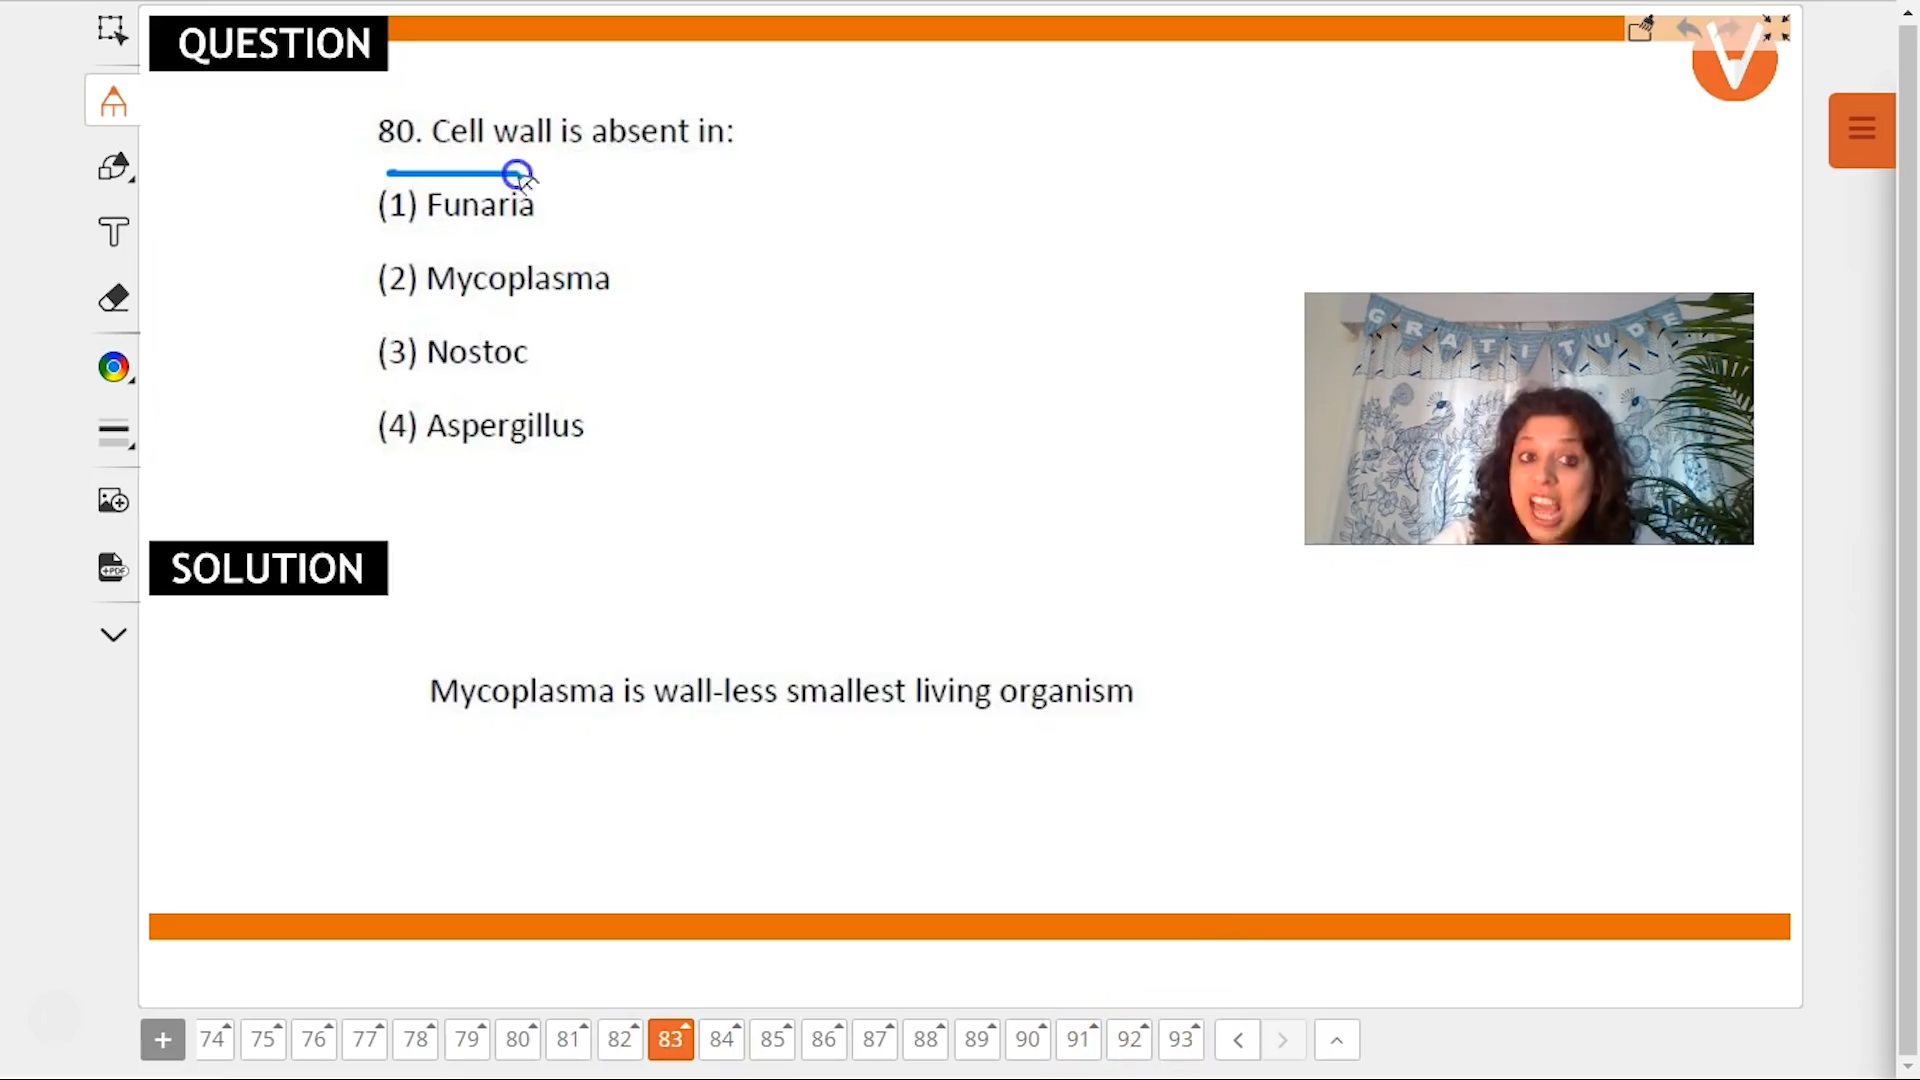 QUESTION
80. Cell wall is absent in:
(1) Funaria
(2) Mycoplasma
(3) Nostoc
(4) Aspergillus
GRATITUDE
SOLUTION
Mycoplasma is wall-less smallest living organism
+PDF
74 75 76 77 78 79 80 81 82 83 84 85 86 87 88 89 90 91 92 93